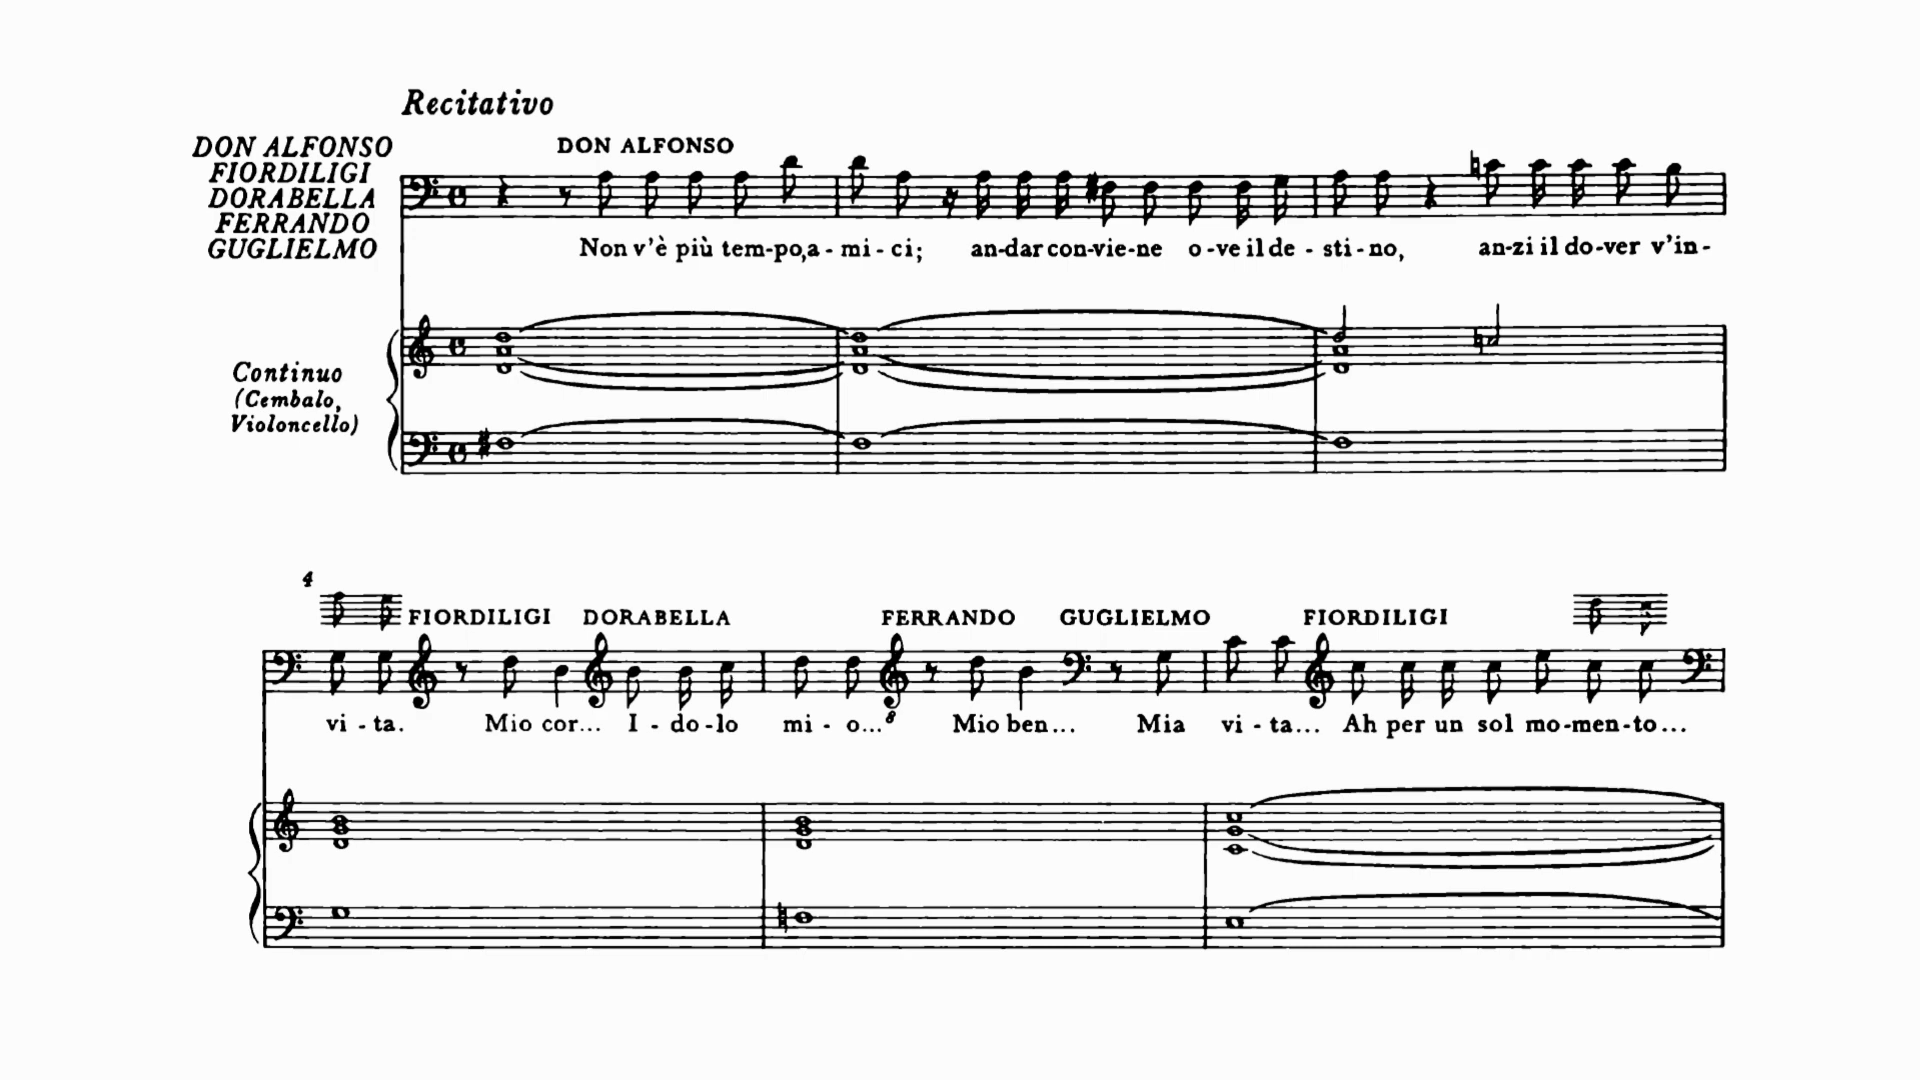 Recitativo
DON ALFONSO
FIORDILIGI
DORABELLA
FERRANDO
GUGLIELMO
DON ALFONSO
Non v'è più tem-po, a - mi - ci; an-dar con-vie-ne o-ve il de - sti-no, an-zi il do-ver v'in-
Continuo
(Cembalo,
Violoncello)
4
FIORDILIGI DORABELLA FERRANDO GUGLIELMO FIORDILIGI
vi - ta. Mio cor... I - do-lo mi - o... Mio ben... Mia vi - ta... Ah per un sol mo-men-to...
8